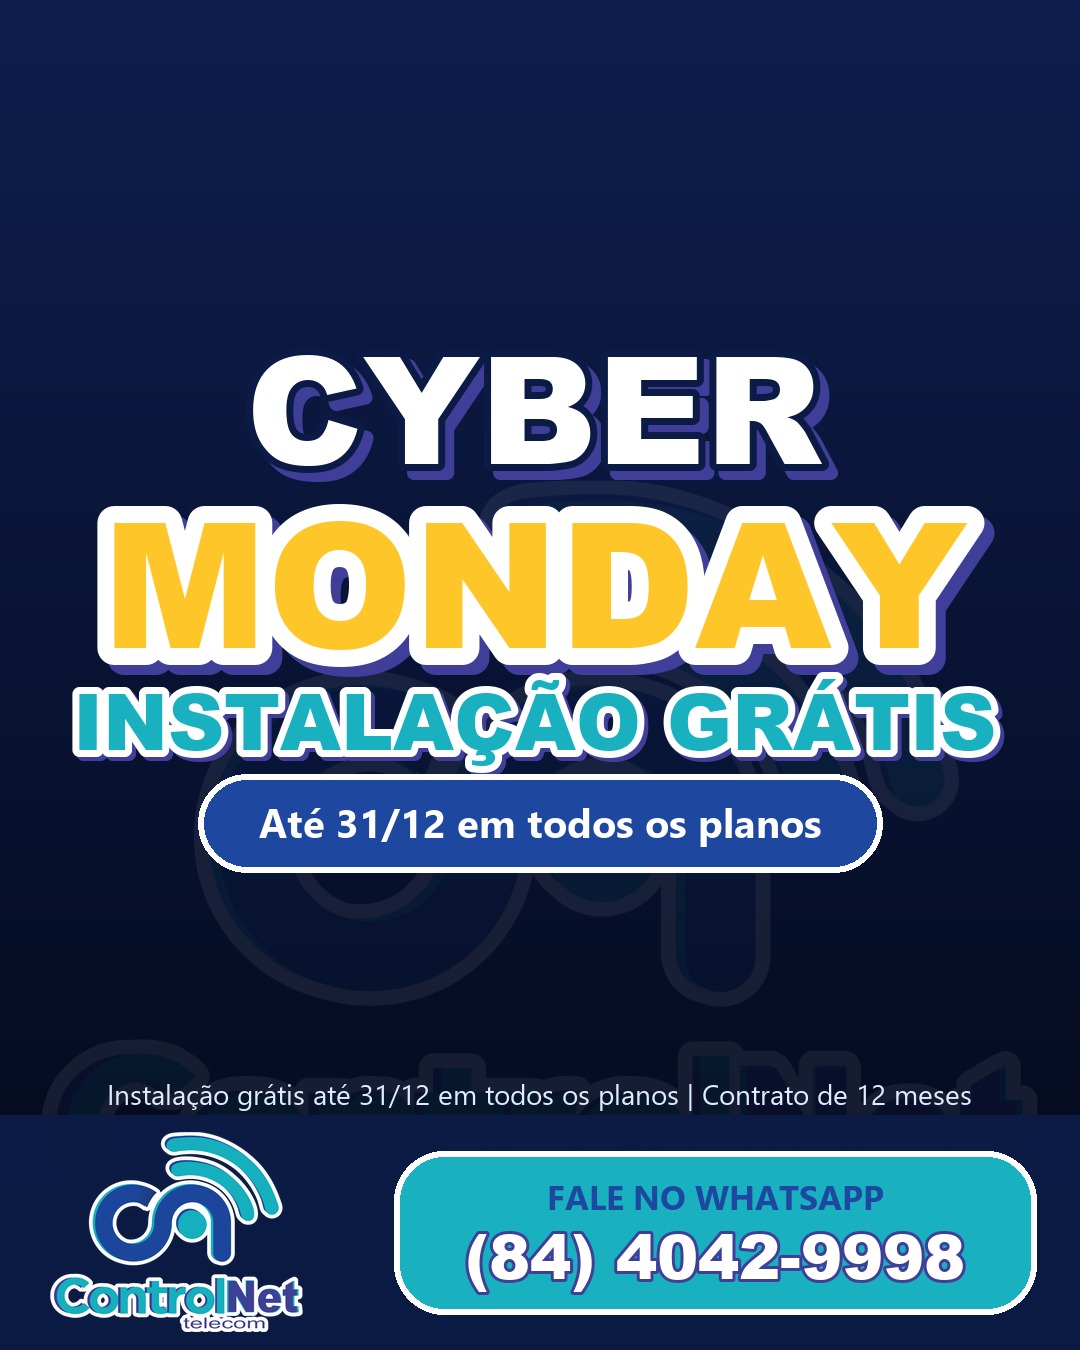 CYBER
MONDAY
INSTALAÇÃO GRÁTIS
Até 31/12 em todos os planos
Instalação grátis até 31/12 em todos os planos | Contrato de 12 meses
FALE NO WHATSAPP
(84) 4042-9998
ControlNet
telecom